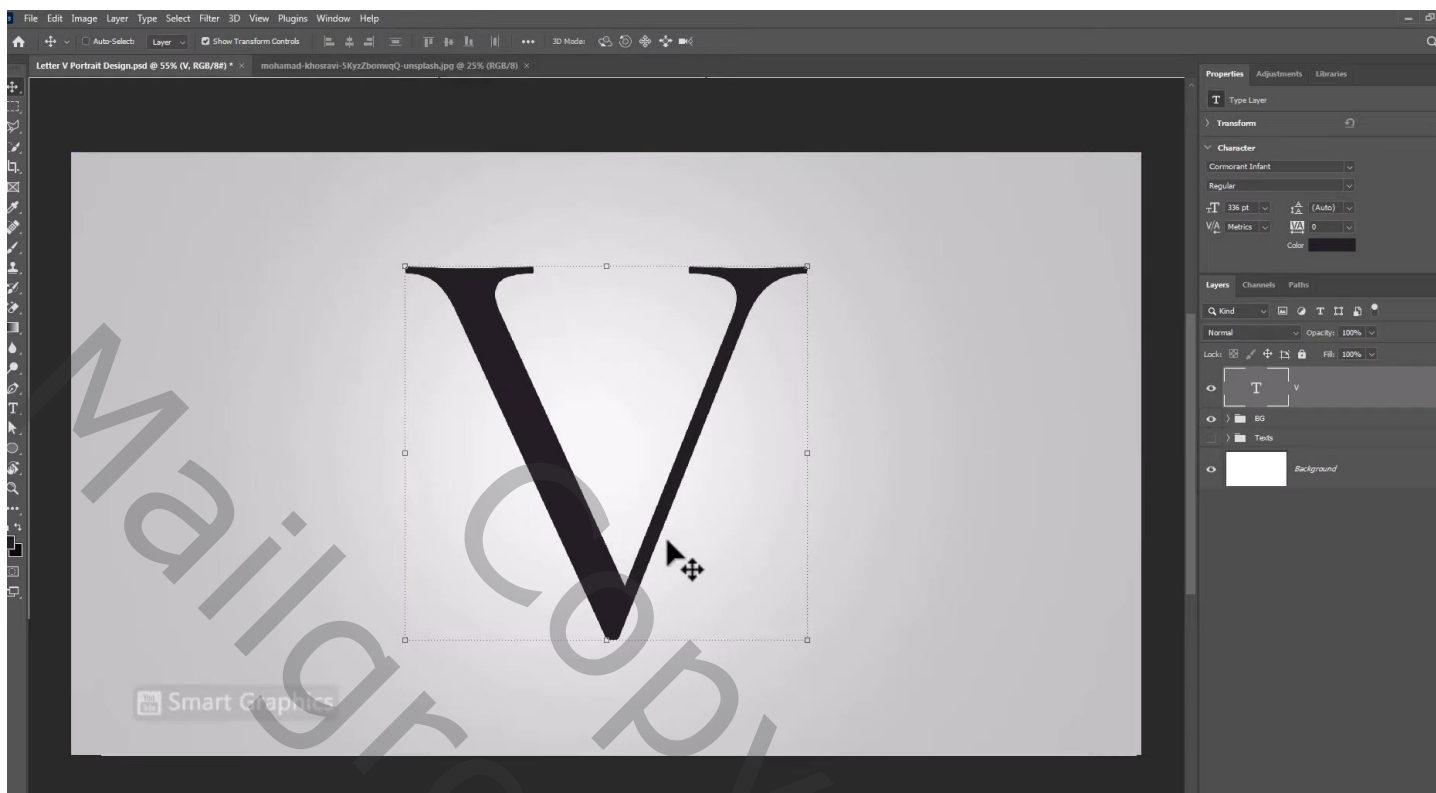 File Edit Image Layer Type Select Filter 3D View Plugins Window Help
Auto-Select: Layer Show Transform Controls 3D Mode:
Letter V Portrait Design.psd @ 55% (V, RGB/8#) * × mohamad-khosravi-5KyzZbonwqQ-unsplash.jpg @ 25% (RGB/8) ×
Properties Adjustments Libraries
T Type Layer
Transform
Character
Cormorant Infant
Regular
336 pt (Auto)
Metrics 0
Color
Layers Channels Paths
Kind
Normal Opacity: 100%
Lock: Fill: 100%
T V
BG
Texts
Background
V
You Tube Smart Graphics
Mailgr
Copy